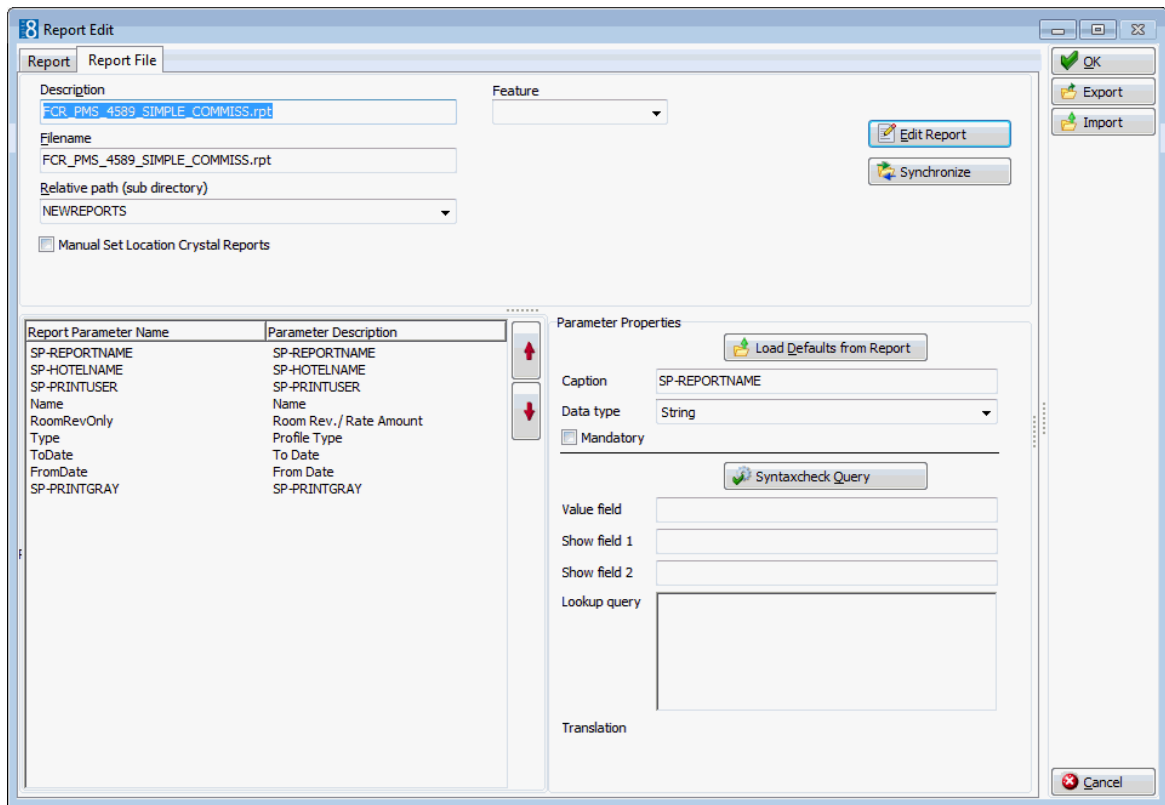 8 Report Edit
Report
Report File
OK
Export
Import
Description
FCR_PMS_4589_SIMPLE_COMMISS.rpt
Feature
Edit Report
Synchronize
Filename
FCR_PMS_4589_SIMPLE_COMMISS.rpt
Relative path (sub directory)
NEWREPORTS
Manual Set Location Crystal Reports
Report Parameter Name Parameter Description
SP-REPORTNAME SP-REPORTNAME
SP-HOTELNAME SP-HOTELNAME
SP-PRINTUSER SP-PRINTUSER
Name Name
RoomRevOnly Room Rev./ Rate Amount
Type Profile Type
ToDate To Date
FromDate From Date
SP-PRINTGRAY SP-PRINTGRAY
Parameter Properties
Load Defaults from Report
Caption SP-REPORTNAME
Data type String
Mandatory
Syntaxcheck Query
Value field
Show field 1
Show field 2
Lookup query
Translation
Cancel